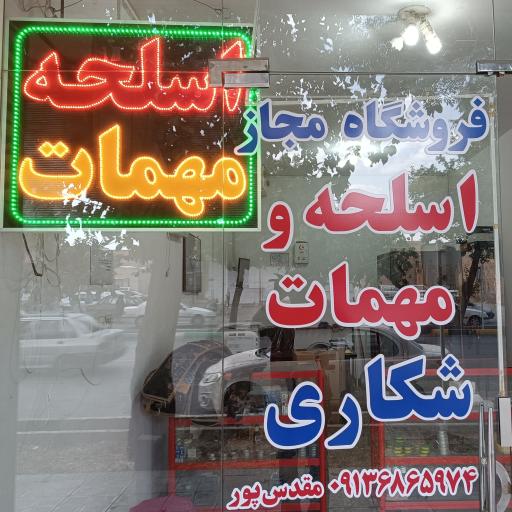 اسلحه
مهمات
فروشگاه مجاز
اسلحه و
مهمات
شکاری
۰۹۱۳۶۸۶۵۹۷۴ مقدس‌پور